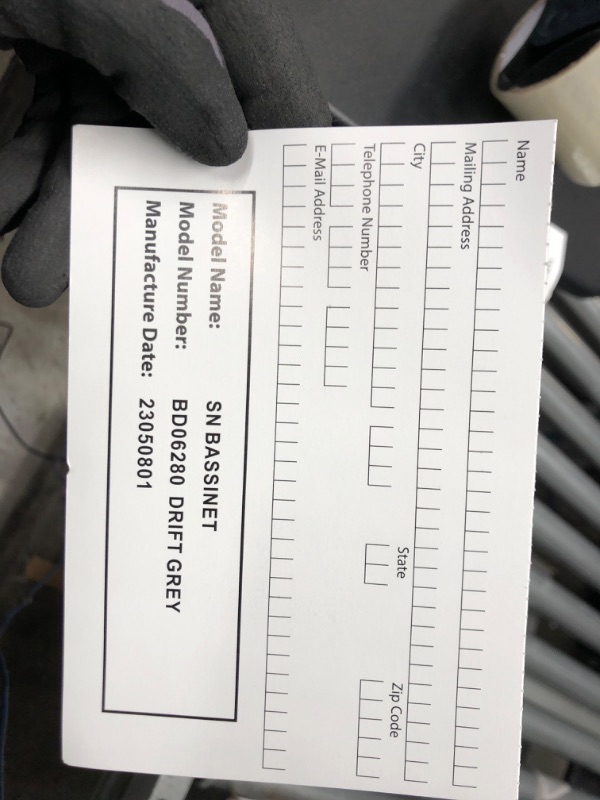 Name
Mailing Address
City
State
Zip Code
Telephone Number
E-Mail Address
Model Name: SN BASSINET
Model Number: BD06280 DRIFT GREY
Manufacture Date: 23050801